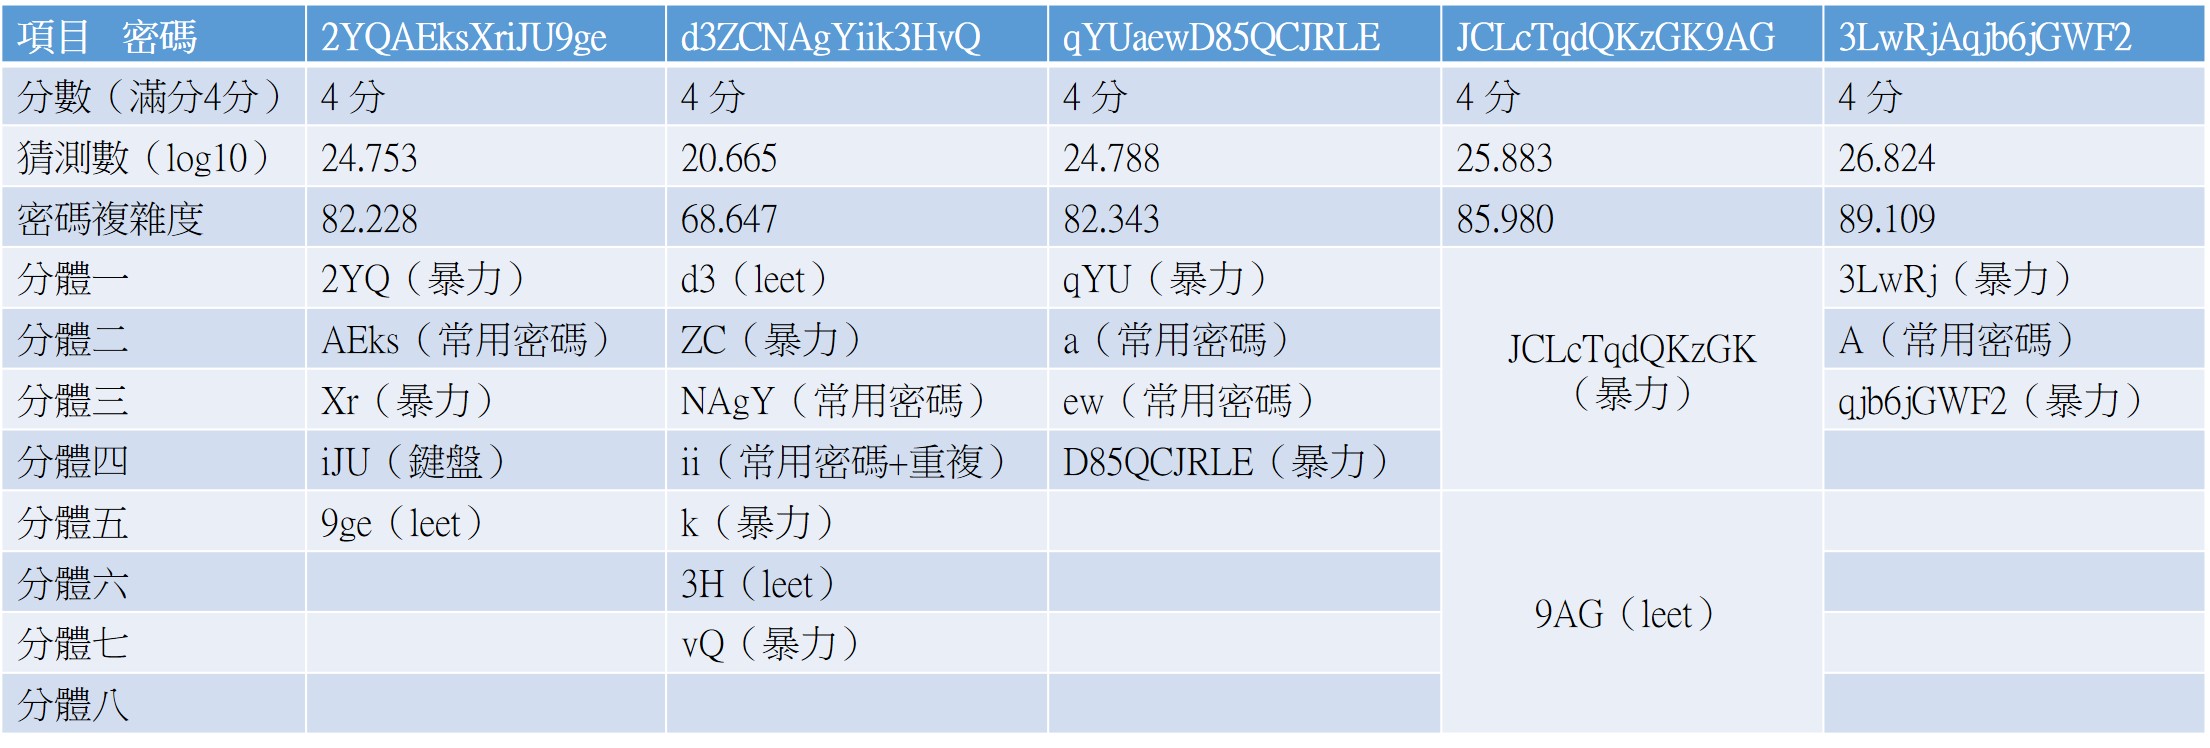 項目 密碼 2YQAEksXriJU9ge d3ZCNAgYiik3HvQ qYUaewD85QCJRLE JCLcTqdQKzGK9AG 3LwRjAqjb6jGWF2
分數（滿分4分） 4 分 4 分 4 分 4 分 4 分
猜測數（log10） 24.753 20.665 24.788 25.883 26.824
密碼複雜度 82.228 68.647 82.343 85.980 89.109
分體一 2YQ（暴力） d3（leet） qYU（暴力） 3LwRj（暴力）
分體二 AEks（常用密碼） ZC（暴力） a（常用密碼） JCLcTqdQKzGK A（常用密碼）
分體三 Xr（暴力） NAgY（常用密碼） ew（常用密碼） （暴力） qjb6jGWF2（暴力）
分體四 iJU（鍵盤） ii（常用密碼+重複） D85QCJRLE（暴力）
分體五 9ge（leet） k（暴力）
分體六 3H（leet） 9AG（leet）
分體七 vQ（暴力）
分體八